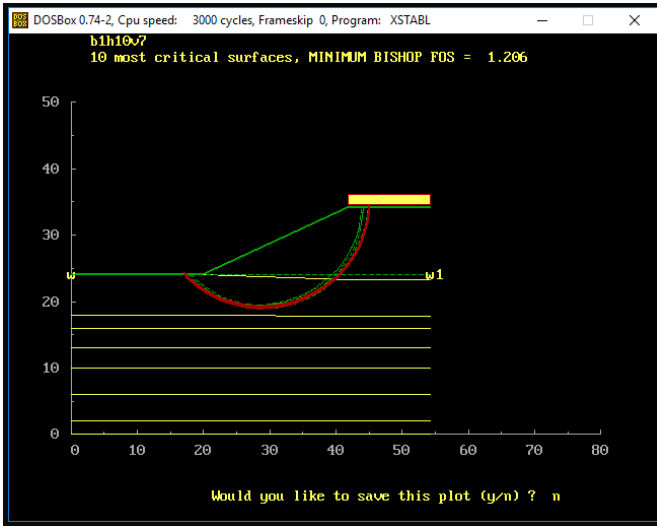 DOSBox 0.74-2, Cpu speed: 3000 cycles, Frameskip 0, Program: XSTABL
b1h10v7
10 most critical surfaces, MINIMUM BISHOP FOS = 1.206
50
40
30
w w1
20
10
0
0 10 20 30 40 50 60 70 80
Would you like to save this plot (y/n) ? n